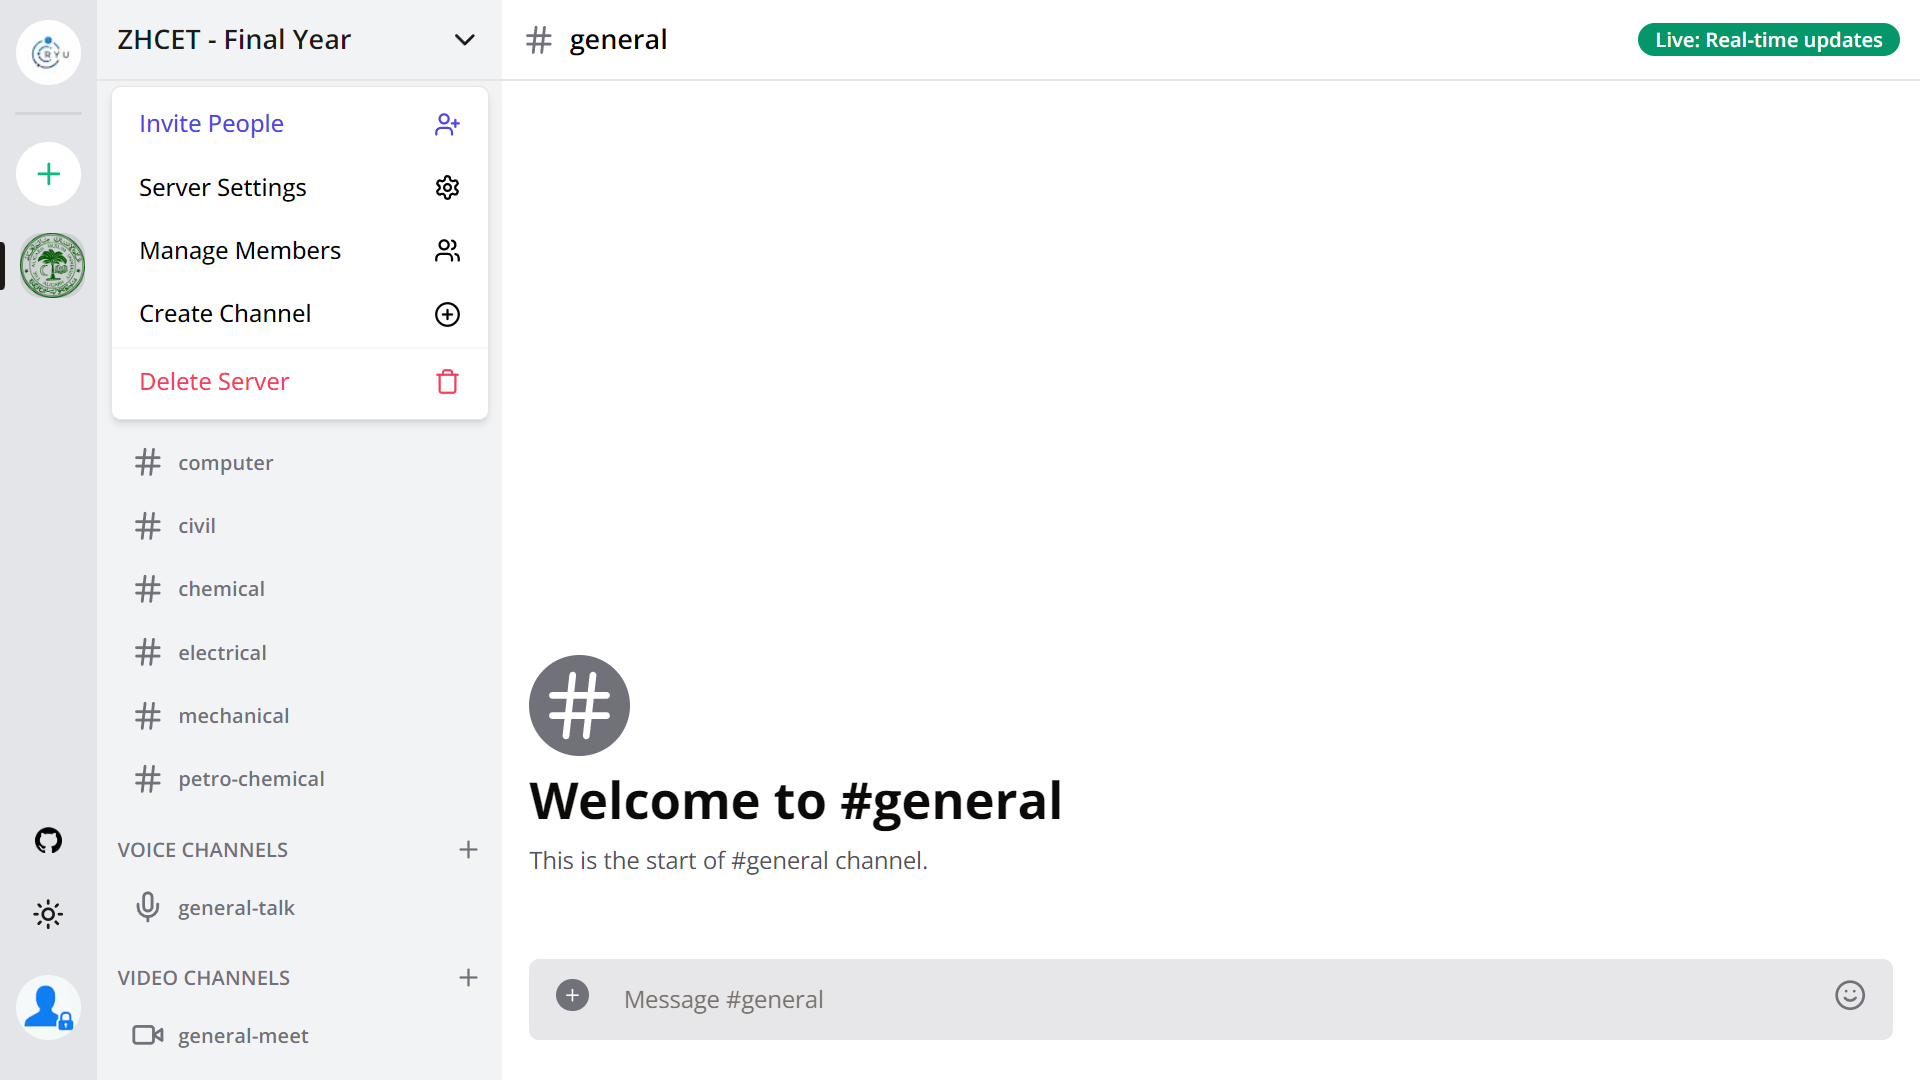 RYU
ZHCET - Final Year
Invite People
Server Settings
Manage Members
Create Channel
Delete Server
computer
civil
chemical
electrical
mechanical
petro-chemical
VOICE CHANNELS
general-talk
VIDEO CHANNELS
general-meet
# general
Live: Real-time updates
#
Welcome to #general
This is the start of #general channel.
Message #general